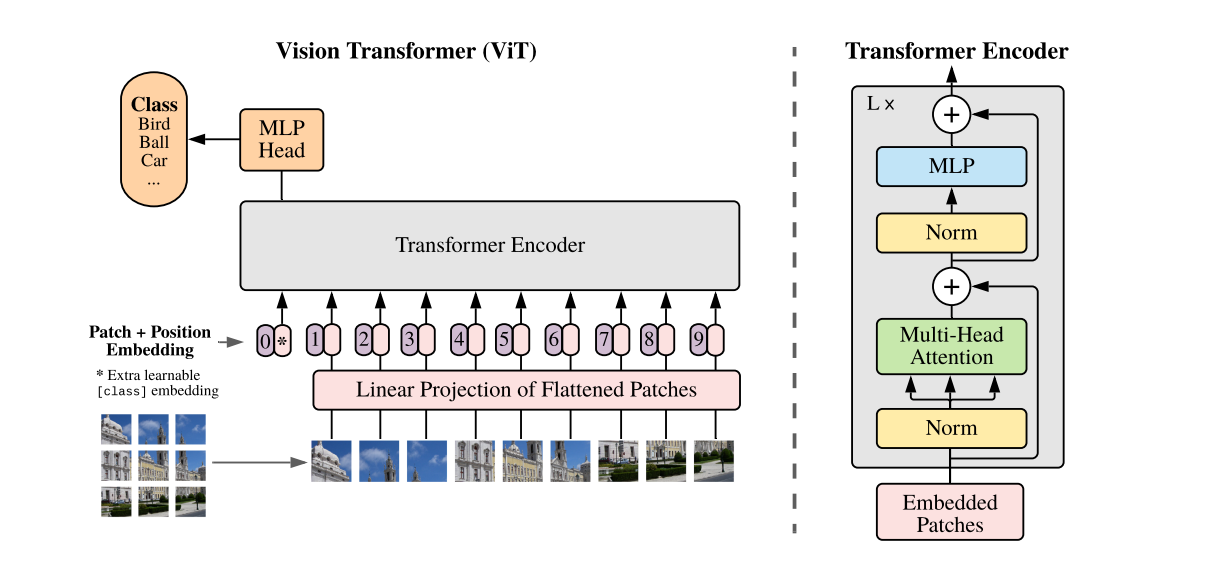 Vision Transformer (ViT)
Class
Bird
Ball
Car
...
MLP
Head
Transformer Encoder
Patch + Position
Embedding
* Extra learnable
[class] embedding
0 * 1 2 3 4 5 6 7 8 9
Linear Projection of Flattened Patches
Transformer Encoder
L ×
+
MLP
Norm
+
Multi-Head
Attention
Norm
Embedded
Patches